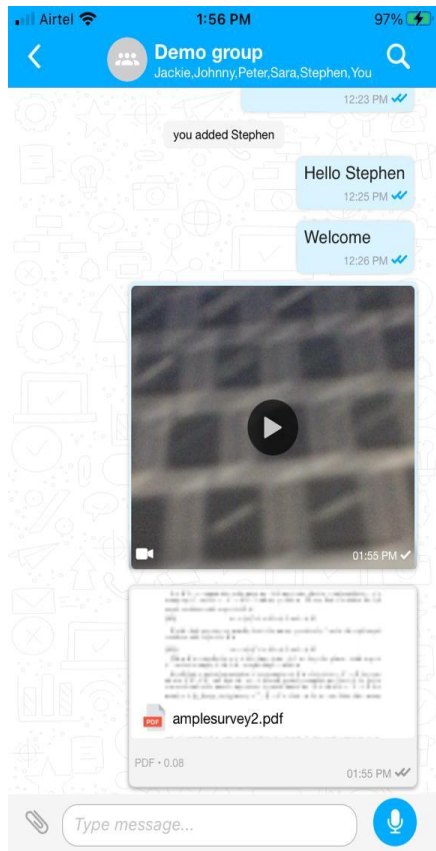 Airtel 1:56 PM 97%
Demo group
Jackie,Johnny,Peter,Sara,Stephen,You
12:23 PM
you added Stephen
Hello Stephen
12:25 PM
Welcome
12:26 PM
01:55 PM
PDF amplesurvey2.pdf
PDF • 0.08
01:55 PM
Type message...